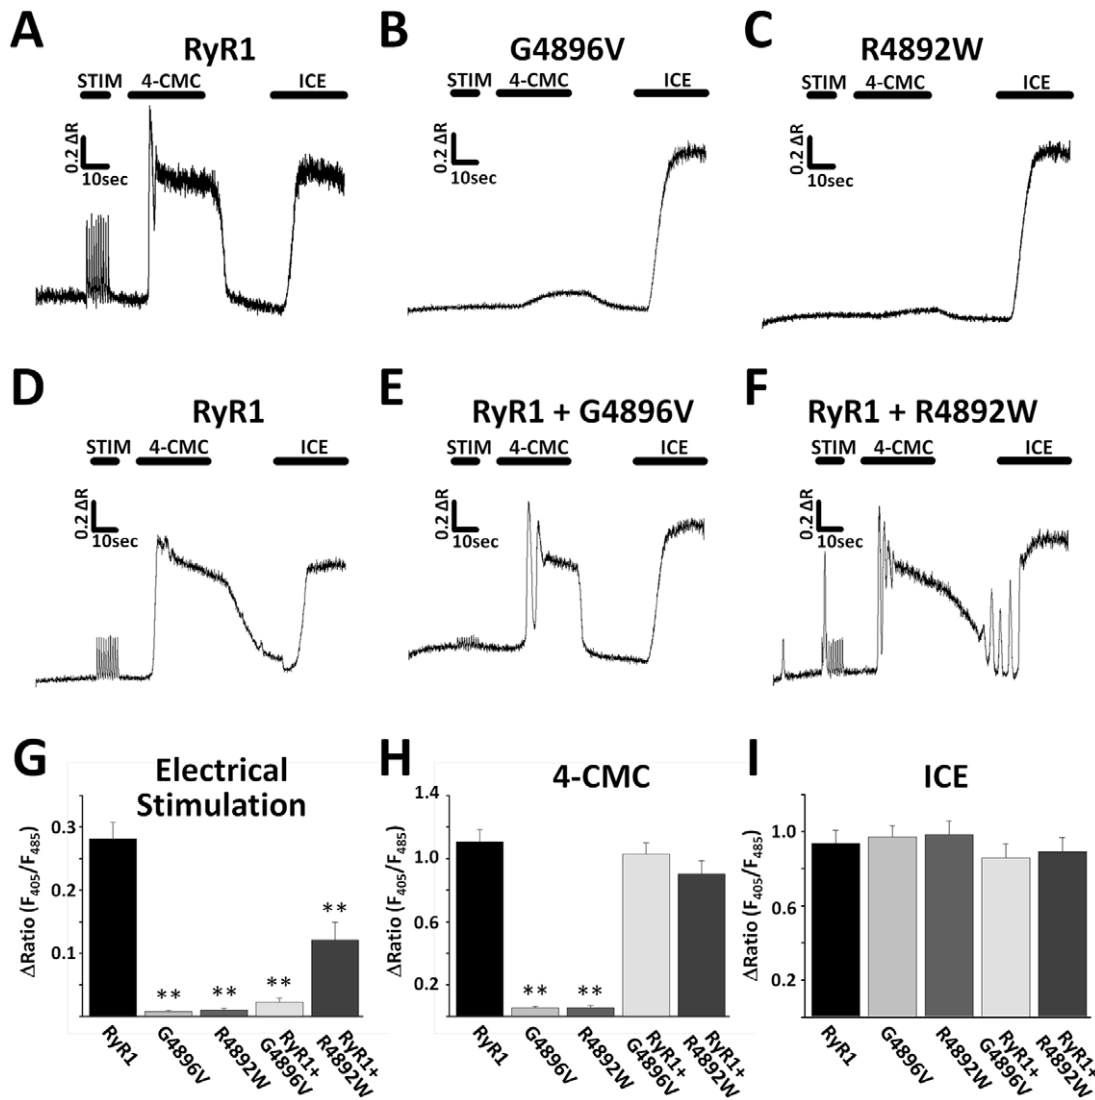 A
RyR1
STIM 4-CMC ICE
0.2 ΔR
10sec
B
G4896V
STIM 4-CMC ICE
0.2 ΔR
10sec
C
R4892W
STIM 4-CMC ICE
0.2 ΔR
10sec
D
RyR1
STIM 4-CMC ICE
0.2 ΔR
10sec
E
RyR1 + G4896V
STIM 4-CMC ICE
0.2 ΔR
10sec
F
RyR1 + R4892W
STIM 4-CMC ICE
0.2 ΔR
10sec
G
Electrical
Stimulation
ΔRatio (F405/F485)
0.3
0.2
0.1
**
**
**
**
RyR1
G4896V
R4892W
RyR1+
G4896V
RyR1+
R4892W
H
4-CMC
ΔRatio (F405/F485)
1.4
1.0
0.6
0.2
**
**
RyR1
G4896V
R4892W
RyR1+
G4896V
RyR1+
R4892W
I
ICE
ΔRatio (F405/F485)
1.0
0.6
0.2
RyR1
G4896V
R4892W
RyR1+
G4896V
RyR1+
R4892W